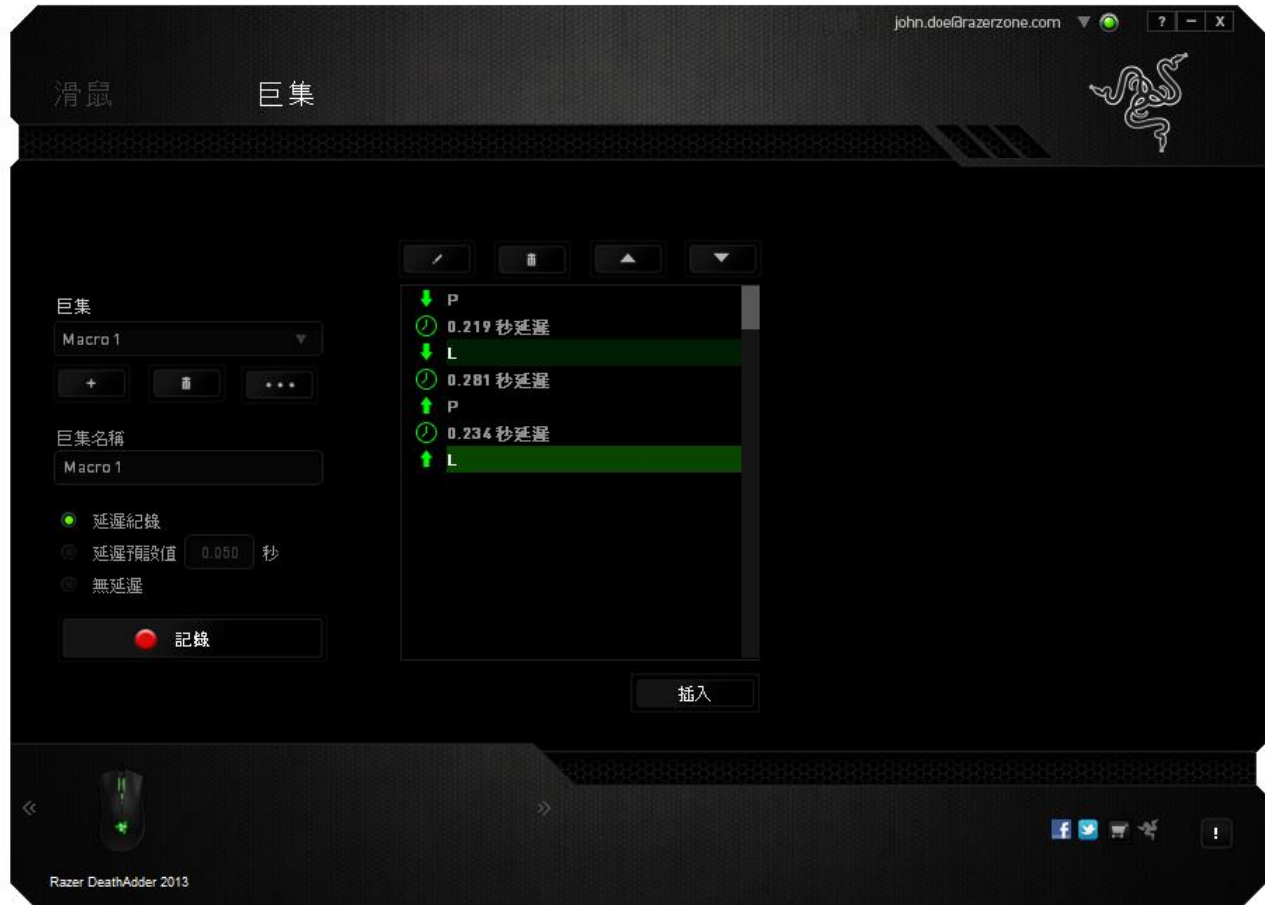 john.doe@razerzone.com
? - X
滑鼠 巨集
巨集
Macro 1
巨集名稱
Macro 1
延遲紀錄
延遲預設值 0.050 秒
無延遲
記錄
P
0.219 秒延遲
L
0.281 秒延遲
P
0.234 秒延遲
L
插入
Razer DeathAdder 2013